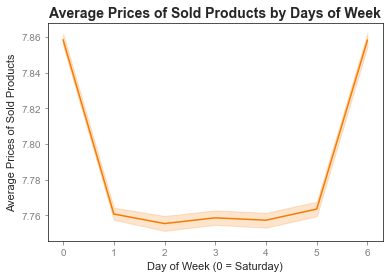 Average Prices of Sold Products by Days of Week
Average Prices of Sold Products
7.86
7.84
7.82
7.80
7.78
7.76
0 1 2 3 4 5 6
Day of Week (0 = Saturday)